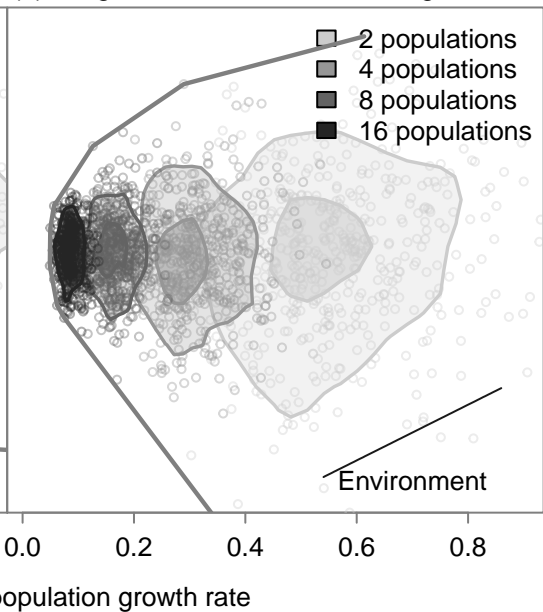 2 populations
4 populations
8 populations
16 populations
Environment
0.0 0.2 0.4 0.6 0.8
population growth rate